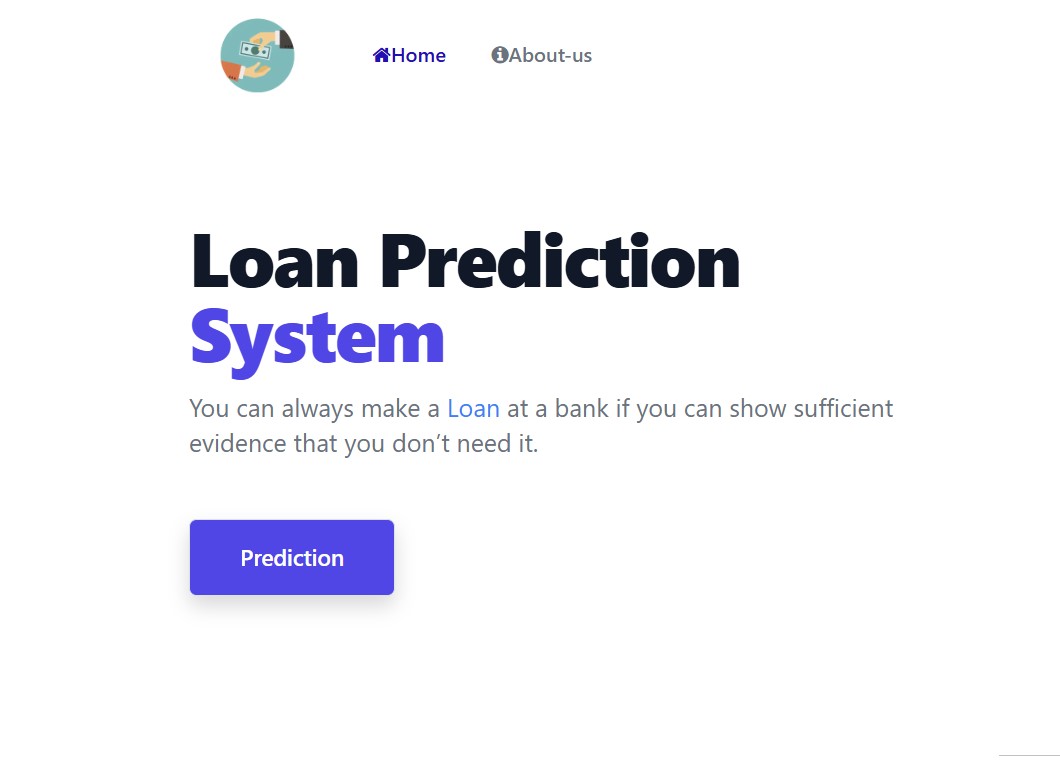 Home About-us
Loan Prediction
System
You can always make a Loan at a bank if you can show sufficient
evidence that you don’t need it.
Prediction